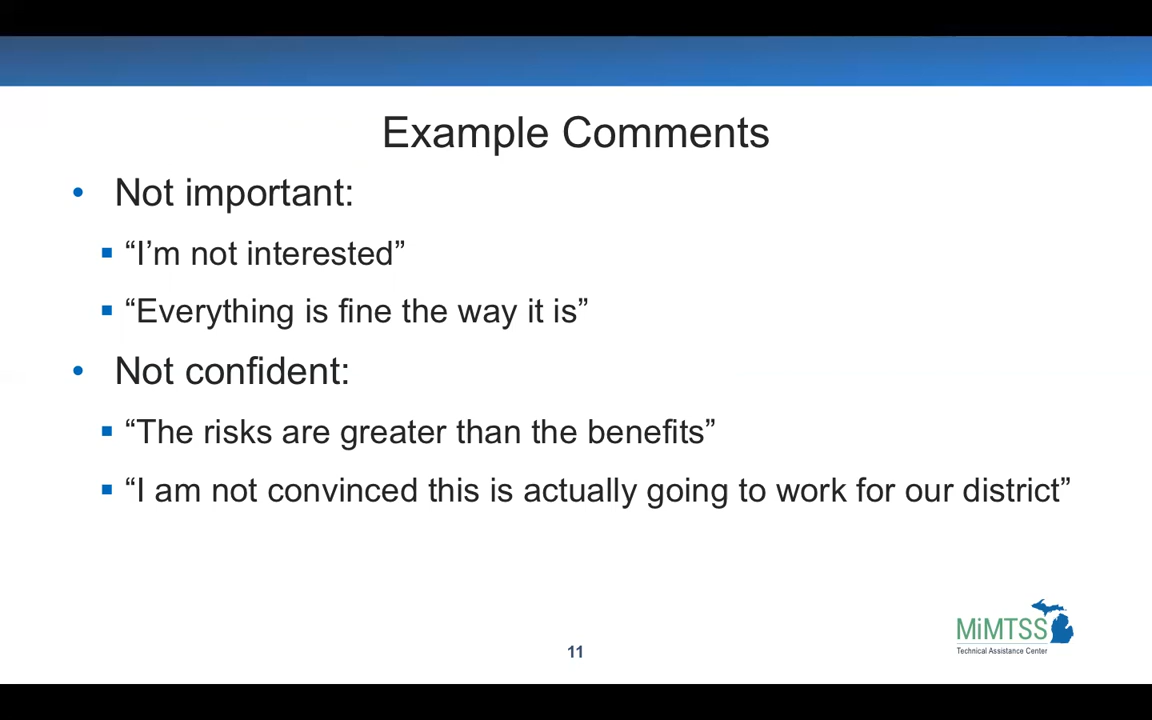 Example Comments
• Not important:
▪ “I’m not interested”
▪ “Everything is fine the way it is”
• Not confident:
▪ “The risks are greater than the benefits”
▪ “I am not convinced this is actually going to work for our district”
MiMTSS
Technical Assistance Center
11